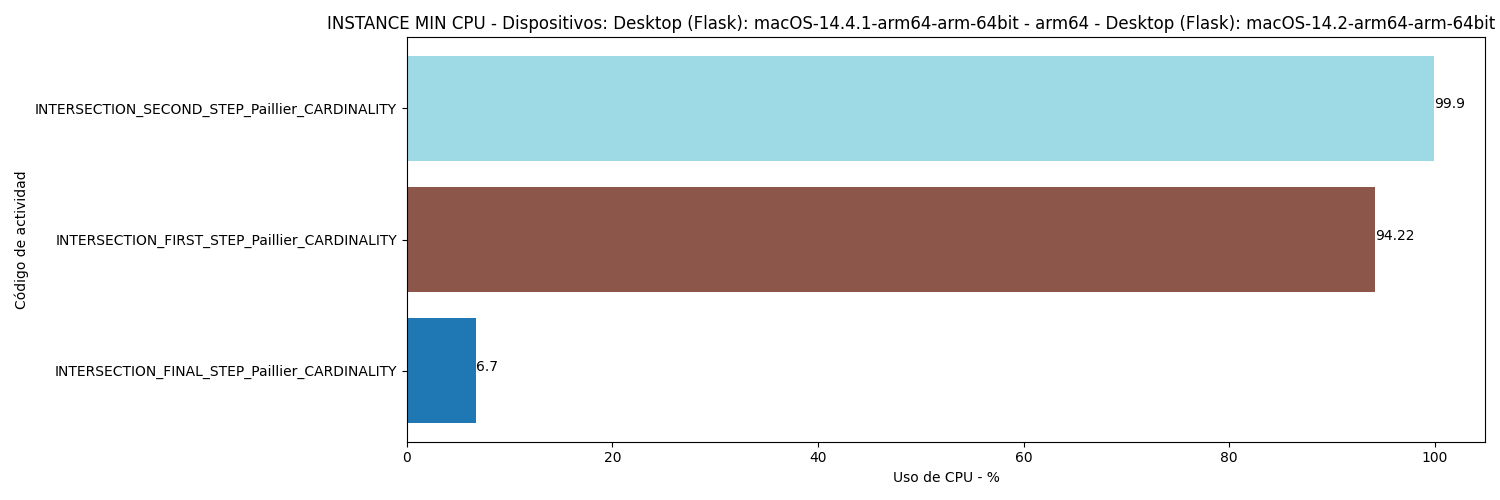 INSTANCE MIN CPU - Dispositivos: Desktop (Flask): macOS-14.4.1-arm64-arm-64bit - arm64 - Desktop (Flask): macOS-14.2-arm64-arm-64bit
INTERSECTION_SECOND_STEP_Paillier_CARDINALITY
99.9
INTERSECTION_FIRST_STEP_Paillier_CARDINALITY
94.22
INTERSECTION_FINAL_STEP_Paillier_CARDINALITY
6.7
Código de actividad
0 20 40 60 80 100
Uso de CPU - %